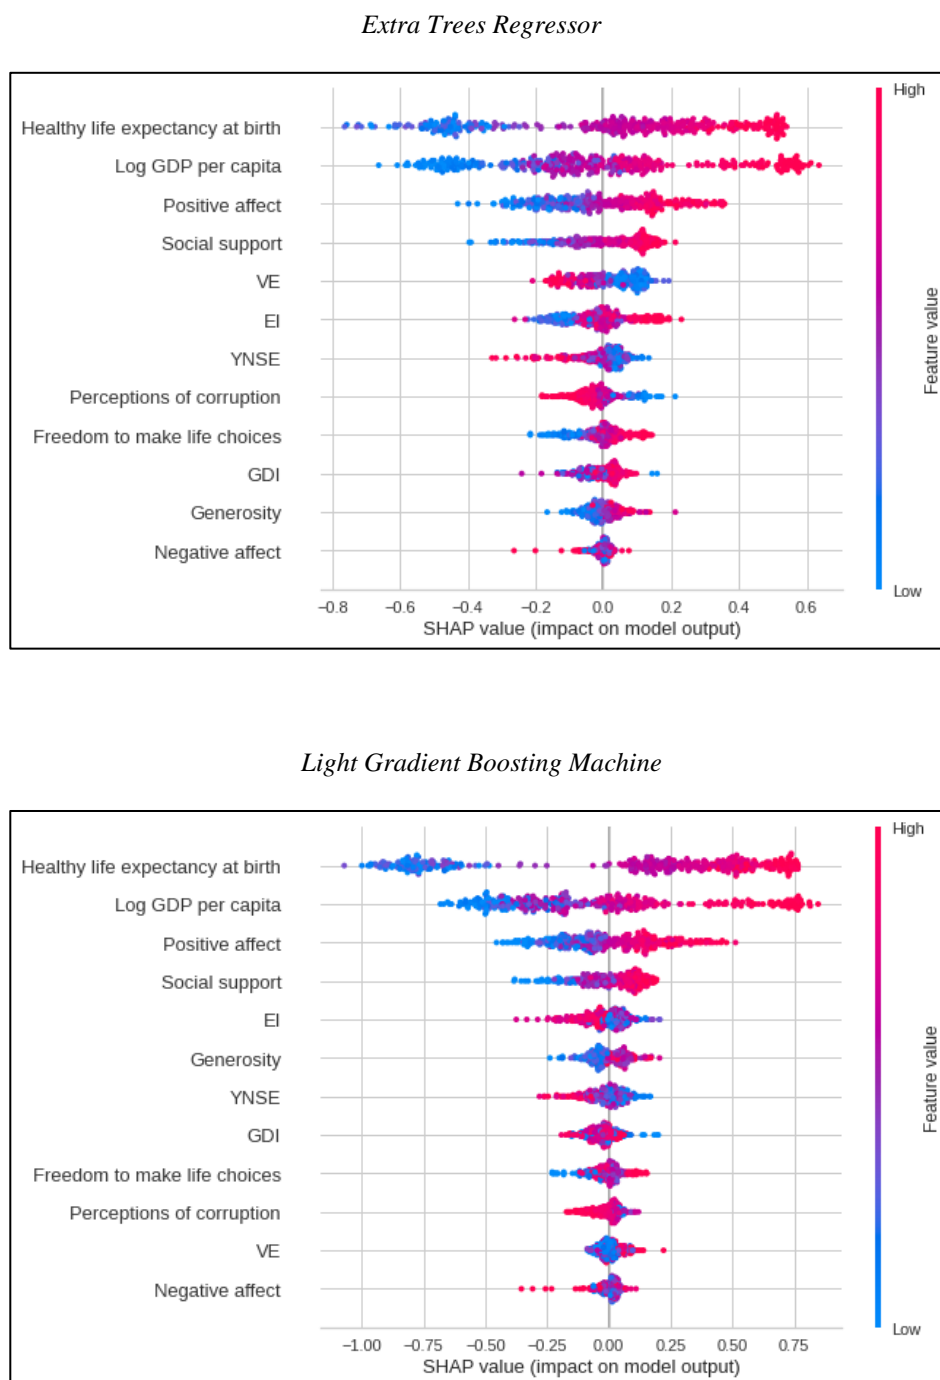 Extra Trees Regressor
High
Healthy life expectancy at birth
Log GDP per capita
Positive affect
Social support
VE
EI
YNSE
Perceptions of corruption
Freedom to make life choices
GDI
Generosity
Negative affect
Feature value
Low
−0.8 −0.6 −0.4 −0.2 0.0 0.2 0.4 0.6
SHAP value (impact on model output)
Light Gradient Boosting Machine
High
Healthy life expectancy at birth
Log GDP per capita
Positive affect
Social support
EI
Generosity
YNSE
GDI
Freedom to make life choices
Perceptions of corruption
VE
Negative affect
Feature value
Low
−1.00 −0.75 −0.50 −0.25 0.00 0.25 0.50 0.75
SHAP value (impact on model output)